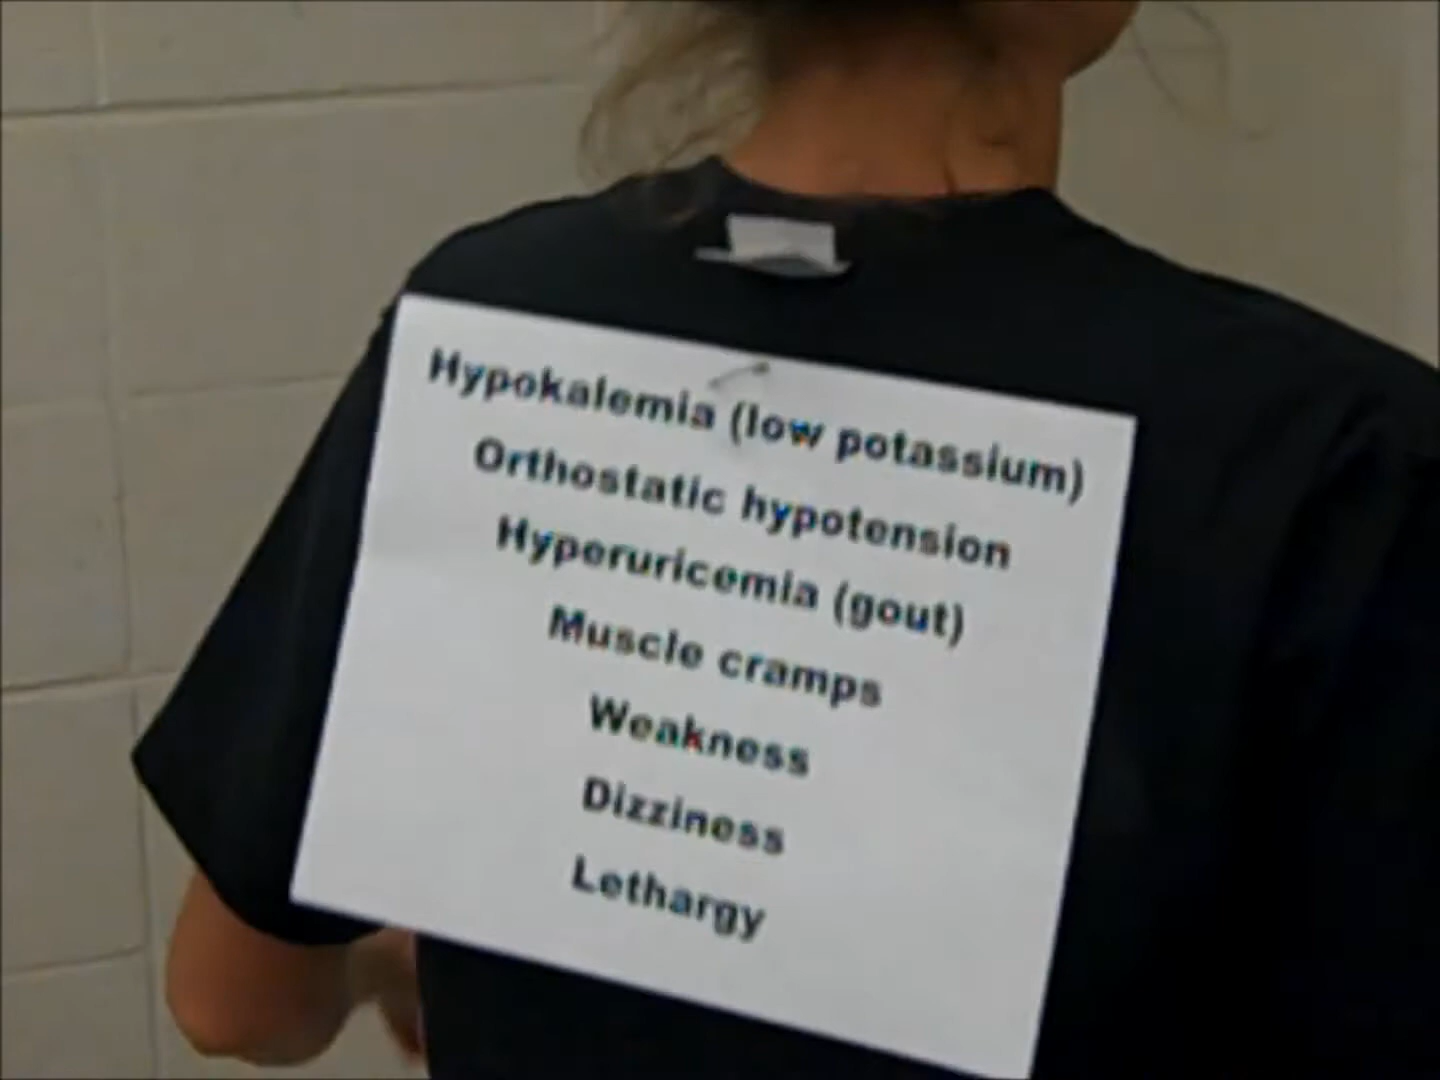 Hypokalemia (low potassium)
Orthostatic hypotension
Hyperuricemia (gout)
Muscle cramps
Weakness
Dizziness
Lethargy